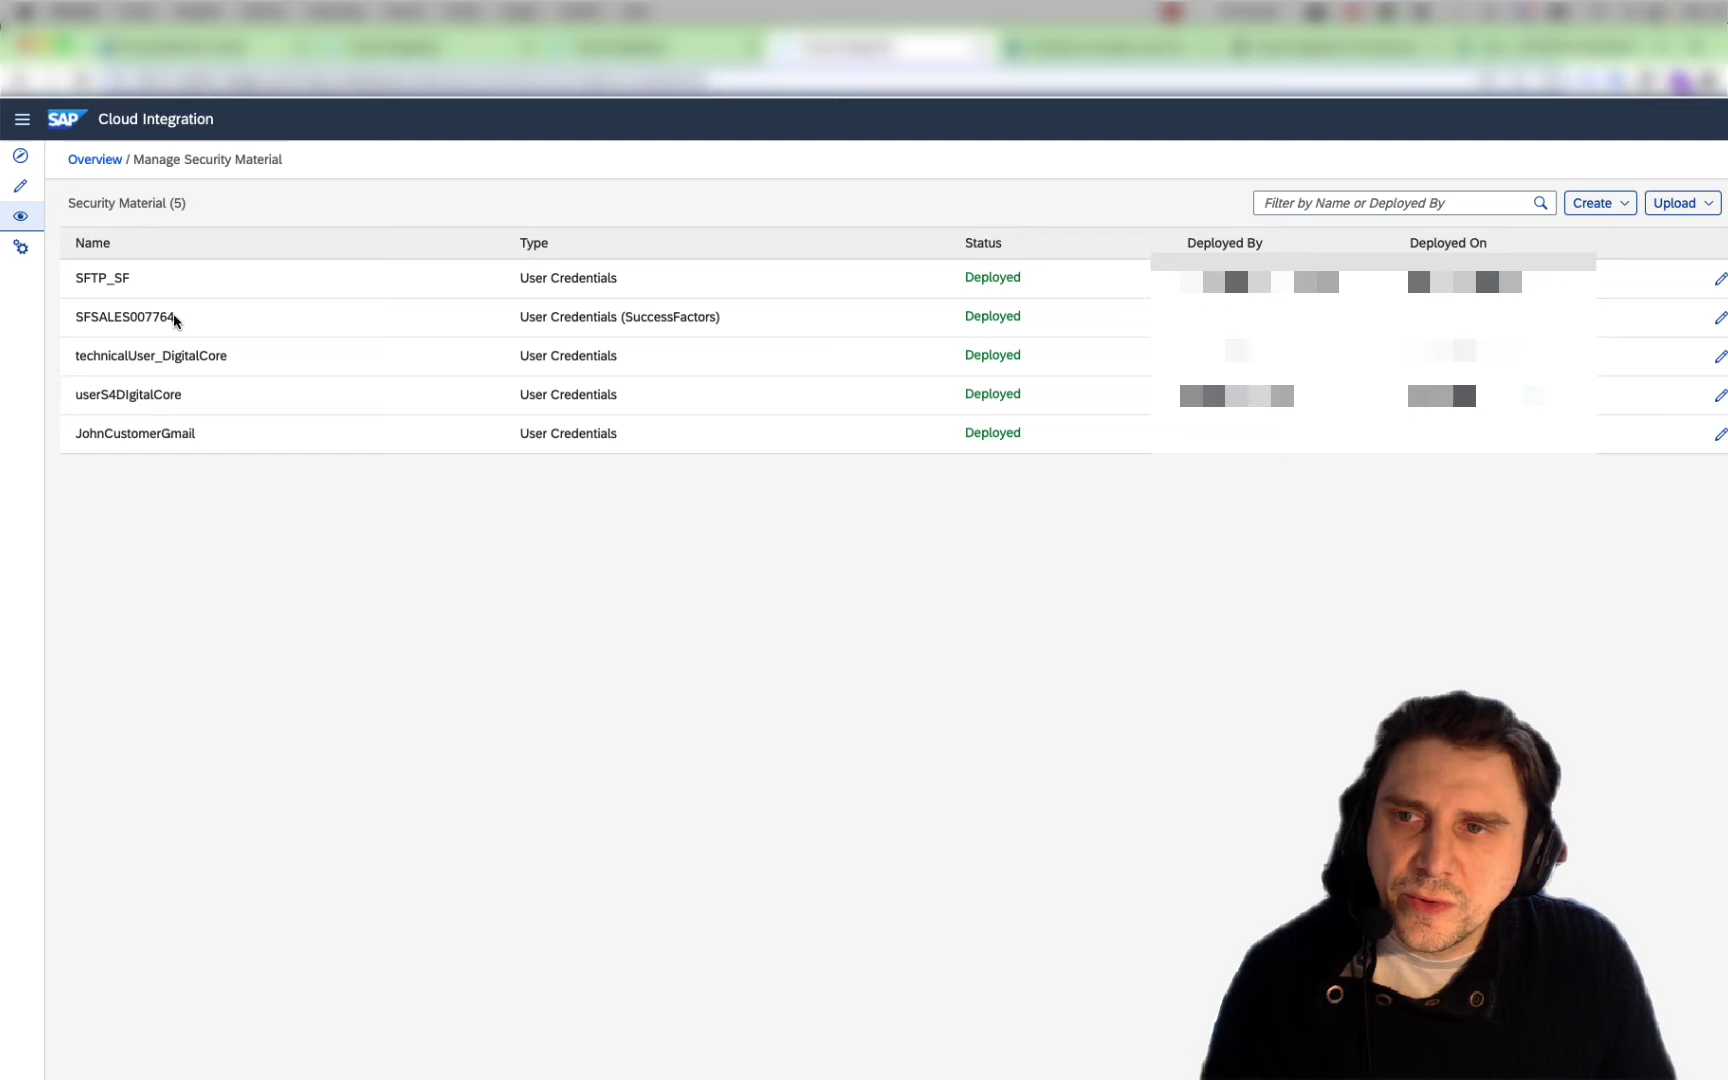 SAP Cloud Integration
Overview / Manage Security Material
Security Material (5)
Filter by Name or Deployed By
Create
Upload
Name Type Status Deployed By Deployed On
SFTP_SF User Credentials Deployed
SFSALES007764 User Credentials (SuccessFactors) Deployed
technicalUser_DigitalCore User Credentials Deployed
userS4DIgitalCore User Credentials Deployed
JohnCustomerGmail User Credentials Deployed